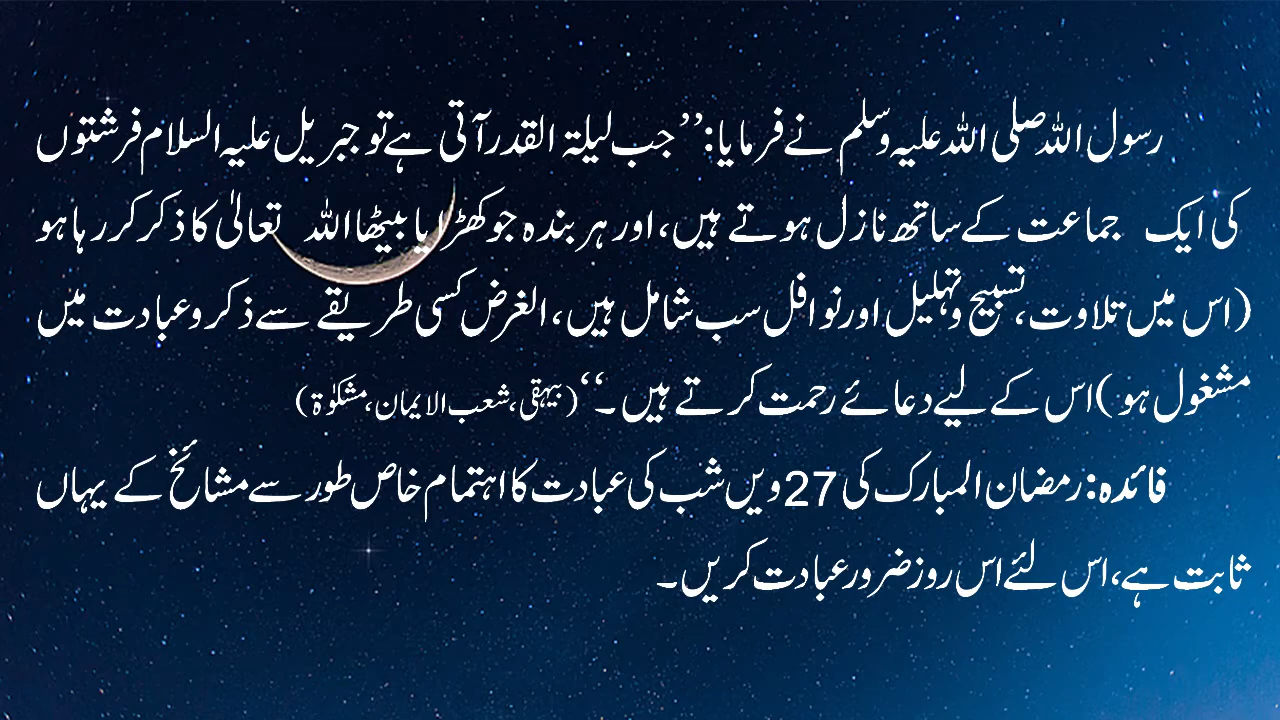 رسول اللہ صلی اللہ علیہ وسلم نے فرمایا: ’’جب لیلۃ القدر آتی ہے تو جبریل علیہ السلام فرشتوں
کی ایک جماعت کے ساتھ نازل ہوتے ہیں، اور ہر بندہ جو کھڑا یا بیٹھا اللہ تعالیٰ کا ذکر کر رہا ہو
(اس میں تلاوت، تسبیح وتہلیل اور نوافل سب شامل ہیں، الغرض کسی طریقے سے ذکر وعبادت میں
مشغول ہو) اس کے لیے دعائے رحمت کرتے ہیں۔‘‘ (بیہقی، شعب الایمان، مشکوٰۃ)
فائدہ: رمضان المبارک کی 27 ویں شب کی عبادت کا اہتمام خاص طور سے مشائخ کے یہاں
ثابت ہے، اس لئے اس روز ضرور عبادت کریں۔